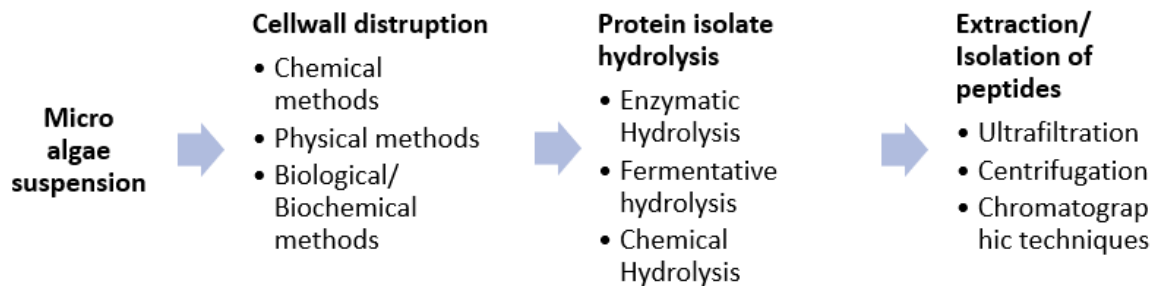 Micro
algae
suspension
Cellwall distruption
• Chemical
methods
• Physical methods
• Biological/
Biochemical
methods
Protein isolate
hydrolysis
• Enzymatic
Hydrolysis
• Fermentative
hydrolysis
• Chemical
Hydrolysis
Extraction/
Isolation of
peptides
• Ultrafiltration
• Centrifugation
• Chromatograp
hic techniques